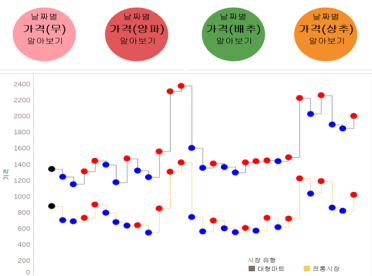 날짜별
가격(무)
알아보기
날짜별
가격(양파)
알아보기
날짜별
가격(배추)
알아보기
날짜별
가격(상추)
알아보기
2400
2200
2000
1800
1600
1400
1200
1000
800
600
400
200
0
가격
시장 유형
대형마트
전통시장